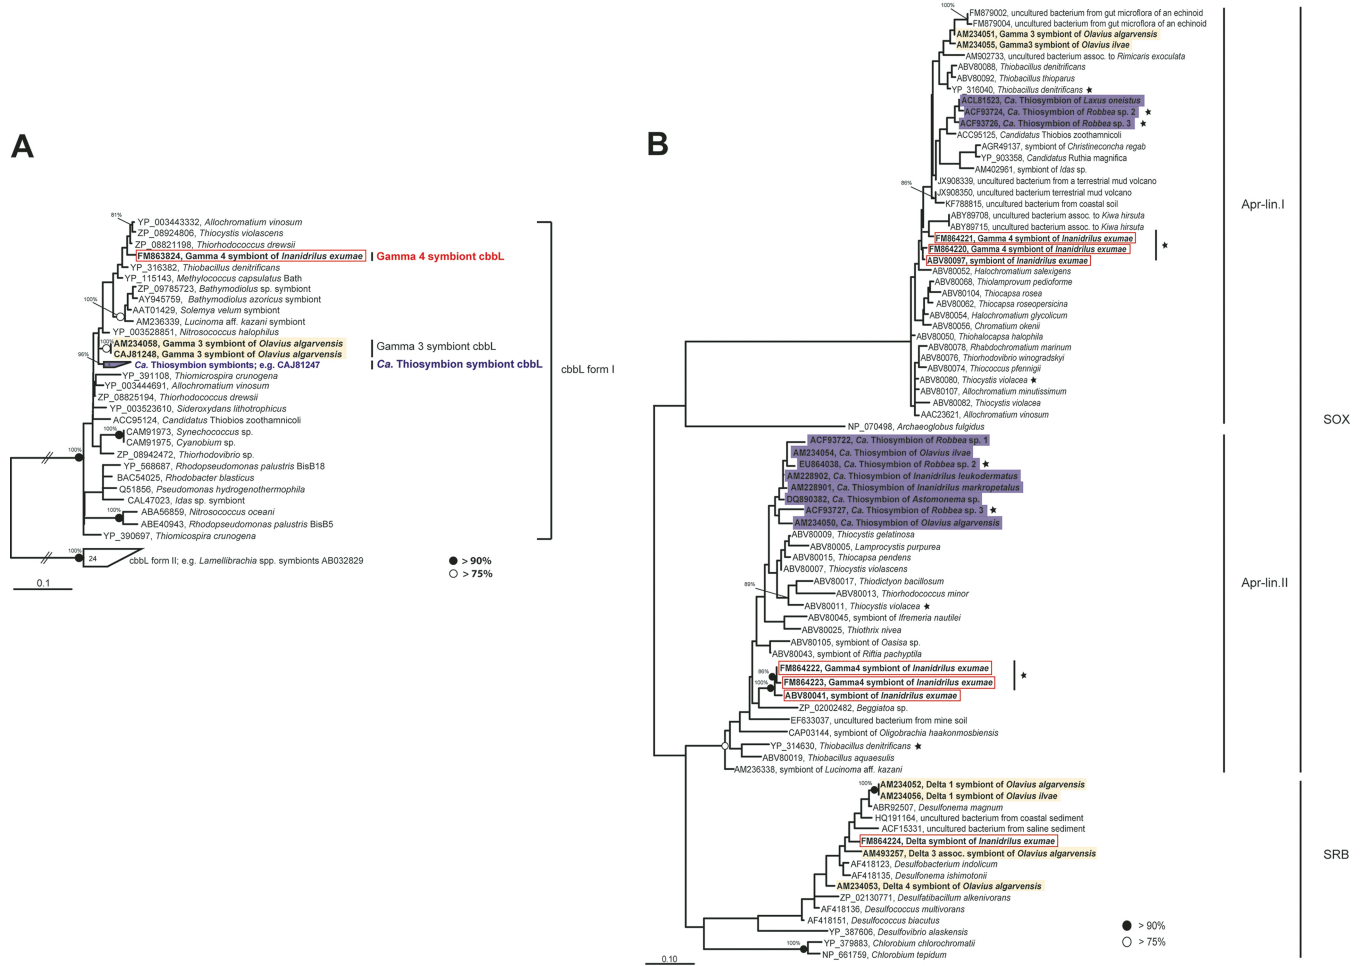 A
81%
YP_003443332, Allochromatium vinosum
ZP_08924806, Thiocystis violascens
ZP_08821198, Thiorhodococcus drewsii
FM863824, Gamma 4 symbiont of Inanidrilus exumae
Gamma 4 symbiont cbbL
YP_316382, Thiobacillus denitrificans
YP_115143, Methylococcus capsulatus Bath
ZP_09785723, Bathymodiolus sp. symbiont
AY945759, Bathymodiolus azoricus symbiont
100%
AAT01429, Solemya velum symbiont
AM236339, Lucinoma aff. kazani symbiont
YP_003528851, Nitrosococcus halophilus
100%
AM234058, Gamma 3 symbiont of Olavius algarvensis
CAJ81248, Gamma 3 symbiont of Olavius algarvensis
Gamma 3 symbiont cbbL
96%
Ca. Thiosymbion symbionts; e.g. CAJ81247
Ca. Thiosymbion symbiont cbbL
cbbL form I
YP_391108, Thiomicrospira crunogena
YP_003444691, Allochromatium vinosum
ZP_08825194, Thiorhodococcus drewsii
YP_003523610, Sideroxydans lithotrophicus
ACC95124, Candidatus Thiobios zoothamnicoli
100%
CAM91973, Synechococcus sp.
CAM91975, Cyanobium sp.
100%
ZP_08942472, Thiorhodovibrio sp.
YP_568687, Rhodopseudomonas palustris BisB18
BAC54025, Rhodobacter blasticus
Q51856, Pseudomonas hydrogenothermophila
CAL47023, Idas sp. symbiont
100%
ABA56859, Nitrosococcus oceani
ABE40943, Rhodopseudomonas palustris BisB5
YP_390697, Thiomicrospira crunogena
100%
24
cbbL form II; e.g. Lamellibrachia spp. symbionts AB032829
> 90%
> 75%
0.1
B
100%
FM879002, uncultured bacterium from gut microflora of an echinoid
FM879004, uncultured bacterium from gut microflora of an echinoid
AM234051, Gamma 3 symbiont of Olavius algarvensis
AM234055, Gamma3 symbiont of Olavius ilvae
AM902733, uncultured bacterium assoc. to Rimicaris exoculata
ABV80088, Thiobacillus denitrificans
ABV80092, Thiobacillus thioparus
YP_316040, Thiobacillus denitrificans
ACL81523, Ca. Thiosymbion of Laxus oneistus
ACF93724, Ca. Thiosymbion of Robbea sp. 2
ACF93726, Ca. Thiosymbion of Robbea sp. 3
ACC95125, Candidatus Thiobios zoothamnicoli
AGR49137, symbiont of Christineconcha regab
YP_903358, Candidatus Ruthia magnifica
AM402961, symbiont of Idas sp.
JX908339, uncultured bacterium from a terrestrial mud volcano
86%
JX908350, uncultured bacterium terrestrial mud volcano
KF788815, uncultured bacterium from coastal soil
Apr-lin.I
ABY89708, uncultured bacterium assoc. to Kiwa hirsuta
ABY89715, uncultured bacterium assoc. to Kiwa hirsuta
FM864221, Gamma 4 symbiont of Inanidrilus exumae
FM864220, Gamma 4 symbiont of Inanidrilus exumae
ABV80097, symbiont of Inanidrilus exumae
ABV80052, Halochromatium salexigens
ABV80068, Thiolamprovum pedioforme
ABV80104, Thiocapsa rosea
ABV80062, Thiocapsa roseopersicina
ABV80054, Halochromatium glycolicum
ABV80056, Chromatium okenii
ABV80050, Thiohalocapsa halophila
ABV80078, Rhabdochromatium marinum
ABV80076, Thiorhodovibrio winogradskyi
ABV80074, Thiococcus pfennigii
ABV80080, Thiocystis violacea
ABV80107, Allochromatium minutissimum
ABV80082, Thiocystis violacea
AAC23621, Allochromatium vinosum
NP_070498, Archaeoglobus fulgidus
SOX
ACF93722, Ca. Thiosymbion of Robbea sp. 1
AM234054, Ca. Thiosymbion of Olavius ilvae
EU864038, Ca. Thiosymbion of Robbea sp. 2
AM228902, Ca. Thiosymbion of Inanidrilus leukodermatus
AM228901, Ca. Thiosymbion of Inanidrilus markropetalus
DQ890382, Ca. Thiosymbion of Astomonema sp.
ACF93727, Ca. Thiosymbion of Robbea sp. 3
AM234050, Ca. Thiosymbion of Olavius algarvensis
ABV80009, Thiocystis gelatinosa
ABV80005, Lamprocystis purpurea
ABV80015, Thiocapsa pendens
ABV80007, Thiocystis violascens
ABV80017, Thiodictyon bacillosum
Apr-lin.II
89%
ABV80013, Thiorhodococcus minor
ABV80011, Thiocystis violacea
ABV80045, symbiont of Ifremeria nautilei
ABV80025, Thiothrix nivea
ABV80105, symbiont of Oasisa sp.
ABV80043, symbiont of Riftia pachyptila
86%
FM864222, Gamma4 symbiont of Inanidrilus exumae
100%
FM864223, Gamma4 symbiont of Inanidrilus exumae
ABV80041, symbiont of Inanidrilus exumae
ZP_02002482, Beggiatoa sp.
EF633037, uncultured bacterium from mine soil
CAP03144, symbiont of Oligobrachia haakonmosbiensis
YP_314630, Thiobacillus denitrificans
ABV80019, Thiobacillus aquaesulis
AM236338, symbiont of Lucinoma aff. kazani
100%
AM234052, Delta 1 symbiont of Olavius algarvensis
AM234056, Delta 1 symbiont of Olavius ilvae
ABR92507, Desulfonema magnum
HQ191164, uncultured bacterium from coastal sediment
ACF15331, uncultured bacterium from saline sediment
FM864224, Delta symbiont of Inanidrilus exumae
AM493257, Delta 3 assoc. symbiont of Olavius algarvensis
SRB
AF418123, Desulfobacterium indolicum
AF418135, Desulfonema ishimotonii
AM234053, Delta 4 symbiont of Olavius algarvensis
ZP_02130771, Desulfatibacillum alkenivorans
AF418136, Desulfococcus multivorans
AF418151, Desulfococcus biacutus
YP_387606, Desulfovibrio alaskensis
100%
YP_379883, Chlorobium chlorochromatii
NP_661759, Chlorobium tepidum
> 90%
> 75%
0.10